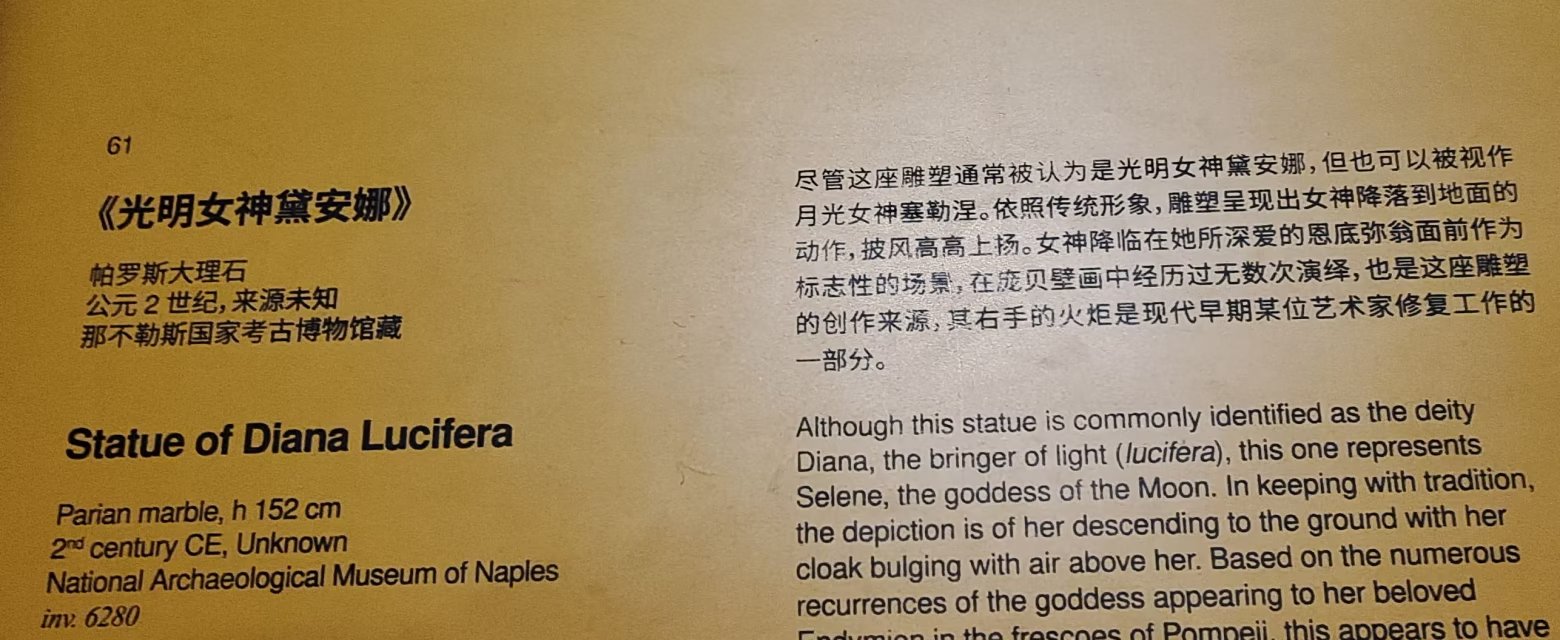 61
《光明女神黛安娜》
帕罗斯大理石
公元 2 世纪，来源未知
那不勒斯国家考古博物馆藏
Statue of Diana Lucifera
Parian marble, h 152 cm
2nd century CE, Unknown
National Archaeological Museum of Naples
inv. 6280
尽管这座雕塑通常被认为是光明女神黛安娜，但也可以被视作
月光女神塞勒涅。依照传统形象，雕塑呈现出女神降落到地面的
动作，披风高高上扬。女神降临在她所深爱的恩底弥翁面前作为
标志性的场景，在庞贝壁画中经历过无数次演绎，也是这座雕塑
的创作来源，其右手的火炬是现代早期某位艺术家修复工作的
一部分。
Although this statue is commonly identified as the deity
Diana, the bringer of light (lucifera), this one represents
Selene, the goddess of the Moon. In keeping with tradition,
the depiction is of her descending to the ground with her
cloak bulging with air above her. Based on the numerous
recurrences of the goddess appearing to her beloved
Endymion in the frescoes of Pompeii, this appears to have